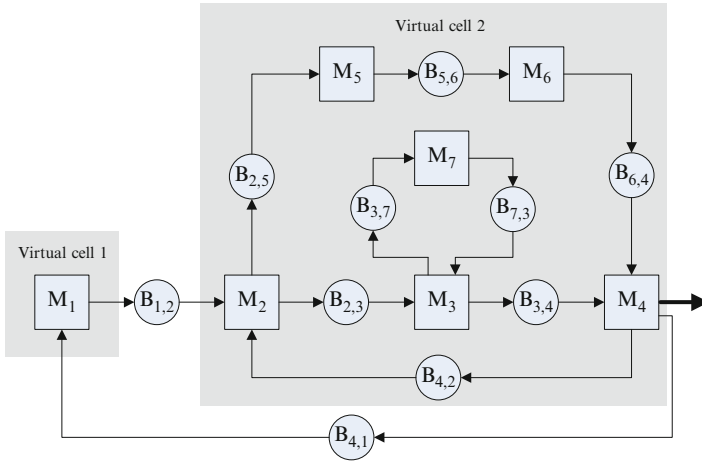 Virtual cell 2
M5
B5,6
M6
M7
B2,5
B6,4
B3,7
B7,3
Virtual cell 1
M1
B1,2
M2
B2,3
M3
B3,4
M4
B4,2
B4,1